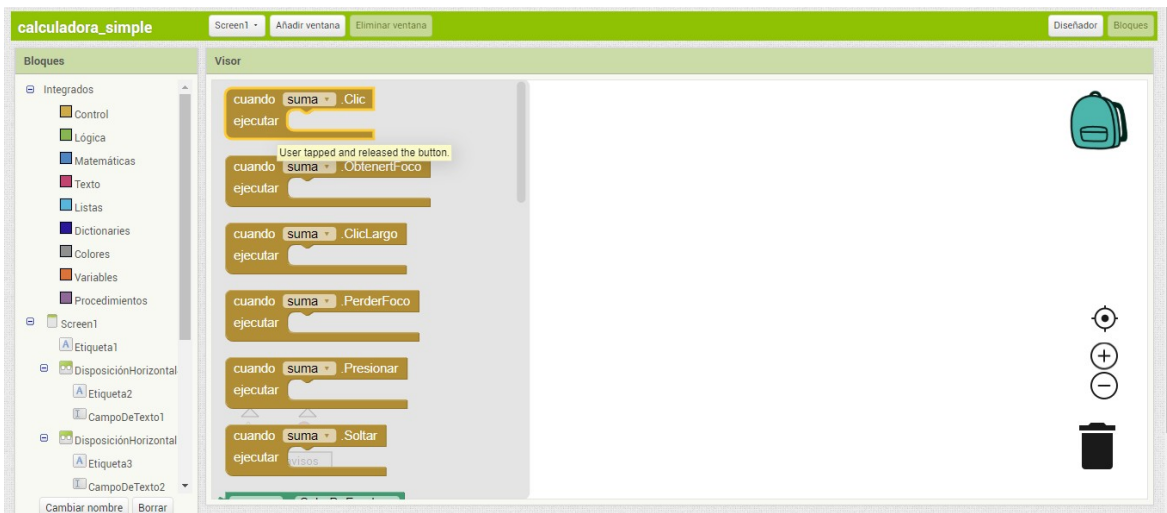 calculadora_simple
Screen1
Añadir ventana
Eliminar ventana
Diseñador
Bloques
Bloques
Integrados
Control
Lógica
Matemáticas
Texto
Listas
Dictionaries
Colores
Variables
Procedimientos
Screen1
Etiqueta1
DisposiciónHorizontal
Etiqueta2
CampoDeTexto1
DisposiciónHorizontal
Etiqueta3
CampoDeTexto2
Cambiar nombre
Borrar
Visor
cuando suma .Clic
ejecutar
User tapped and released the button.
cuando suma .ObtenertFoco
ejecutar
cuando suma .ClicLargo
ejecutar
cuando suma .PerderFoco
ejecutar
cuando suma .Presionar
ejecutar
cuando suma .Soltar
ejecutar